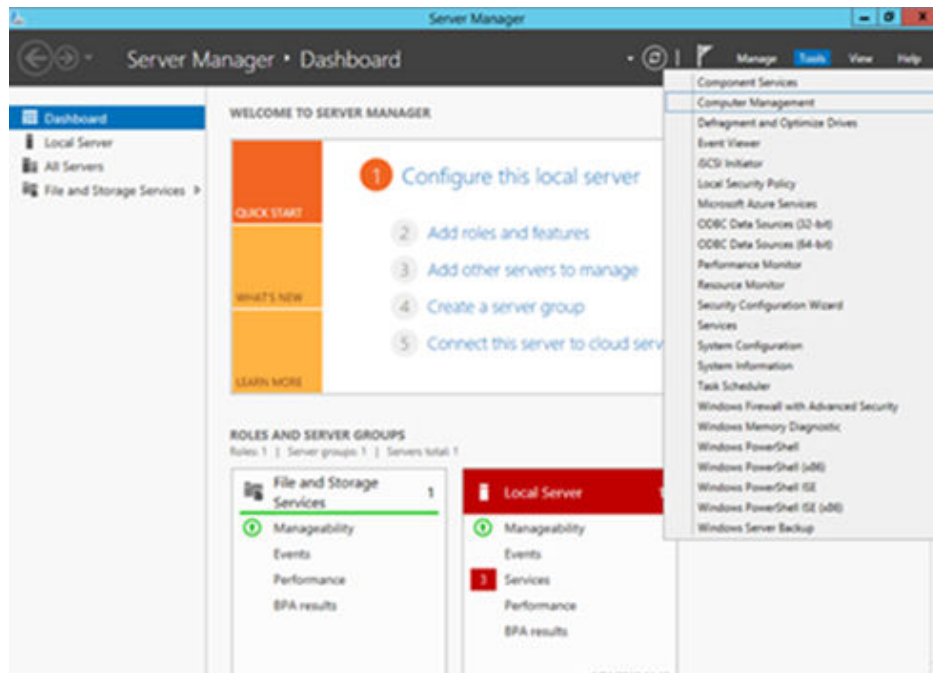 Server Manager
Server Manager • Dashboard
Manage Tools View Help
Dashboard
Local Server
All Servers
File and Storage Services
WELCOME TO SERVER MANAGER
QUICK START
WHAT'S NEW
LEARN MORE
1 Configure this local server
2 Add roles and features
3 Add other servers to manage
4 Create a server group
5 Connect this server to cloud serv
ROLES AND SERVER GROUPS
Roles: 1 | Server groups: 1 | Servers total: 1
File and Storage Services 1
Manageability
Events
Performance
BPA results
Local Server 1
Manageability
Events
3 Services
Performance
BPA results
Component Services
Computer Management
Defragment and Optimize Drives
Event Viewer
iSCSI Initiator
Local Security Policy
Microsoft Azure Services
ODBC Data Sources (32-bit)
ODBC Data Sources (64-bit)
Performance Monitor
Resource Monitor
Security Configuration Wizard
Services
System Configuration
System Information
Task Scheduler
Windows Firewall with Advanced Security
Windows Memory Diagnostic
Windows PowerShell
Windows PowerShell (x86)
Windows PowerShell ISE
Windows PowerShell ISE (x86)
Windows Server Backup